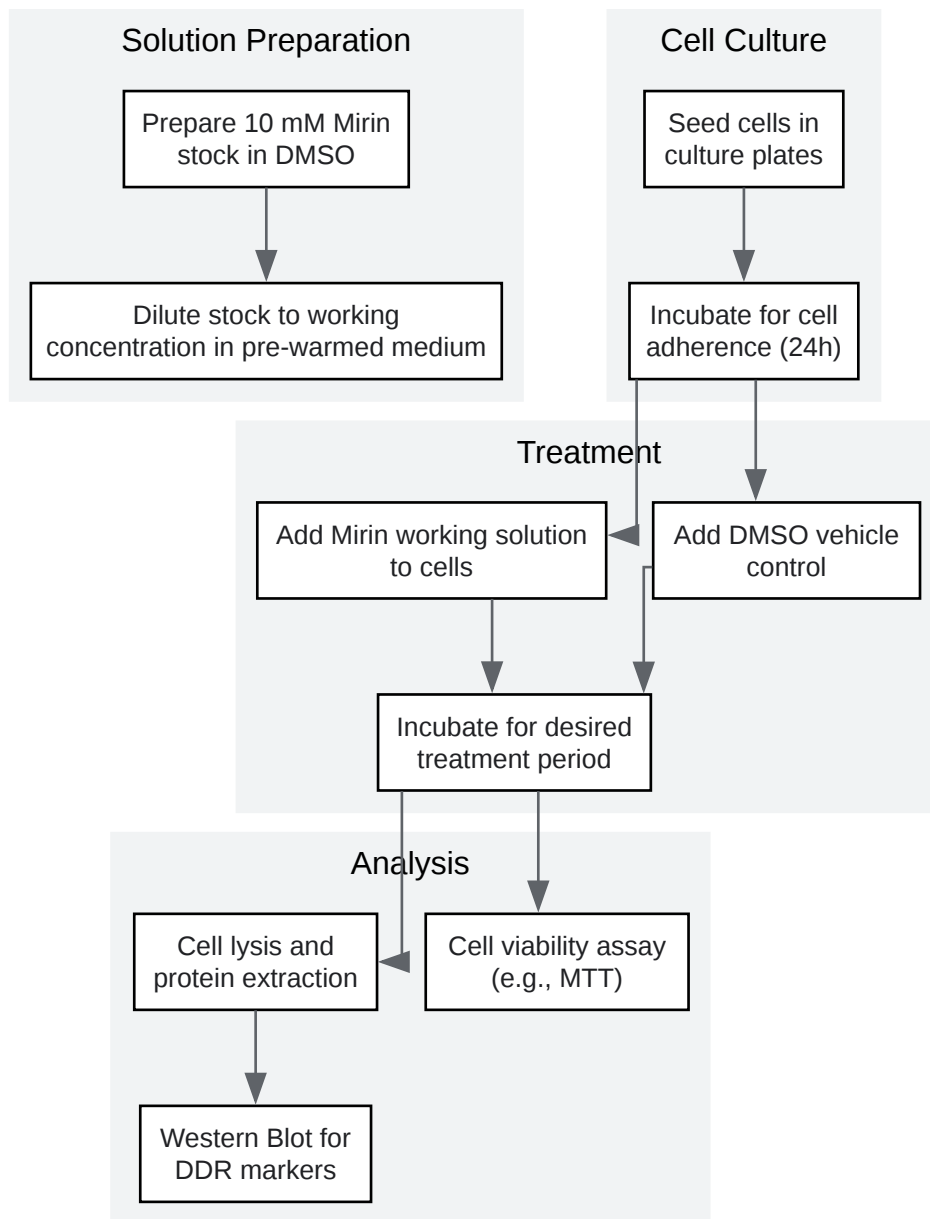 Solution Preparation
Prepare 10 mM Mirin
stock in DMSO
Dilute stock to working
concentration in pre-warmed medium
Cell Culture
Seed cells in
culture plates
Incubate for cell
adherence (24h)
Treatment
Add Mirin working solution
to cells
Add DMSO vehicle
control
Incubate for desired
treatment period
Analysis
Cell lysis and
protein extraction
Cell viability assay
(e.g., MTT)
Western Blot for
DDR markers